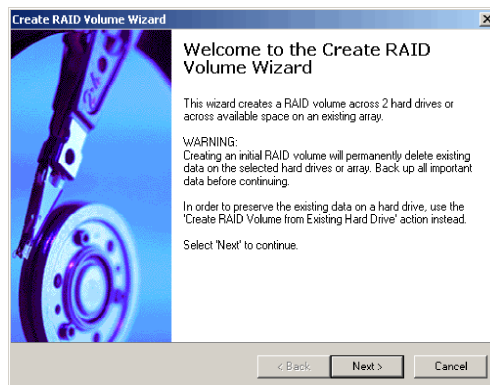 Create RAID Volume Wizard
Welcome to the Create RAID
Volume Wizard
This wizard creates a RAID volume across 2 hard drives or
across available space on an existing array.
WARNING:
Creating an initial RAID volume will permanently delete existing
data on the selected hard drives or array. Back up all important
data before continuing.
In order to preserve the existing data on a hard drive, use the
'Create RAID Volume from Existing Hard Drive' action instead.
Select 'Next' to continue.
< Back Next > Cancel